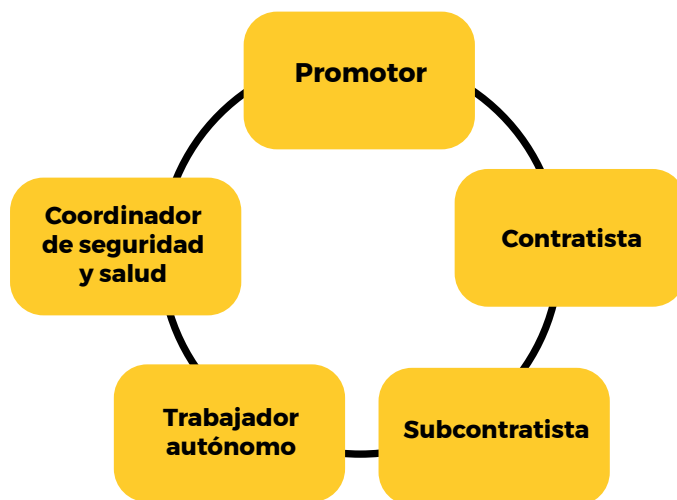 Promotor
Contratista
Subcontratista
Trabajador
autónomo
Coordinador
de seguridad
y salud